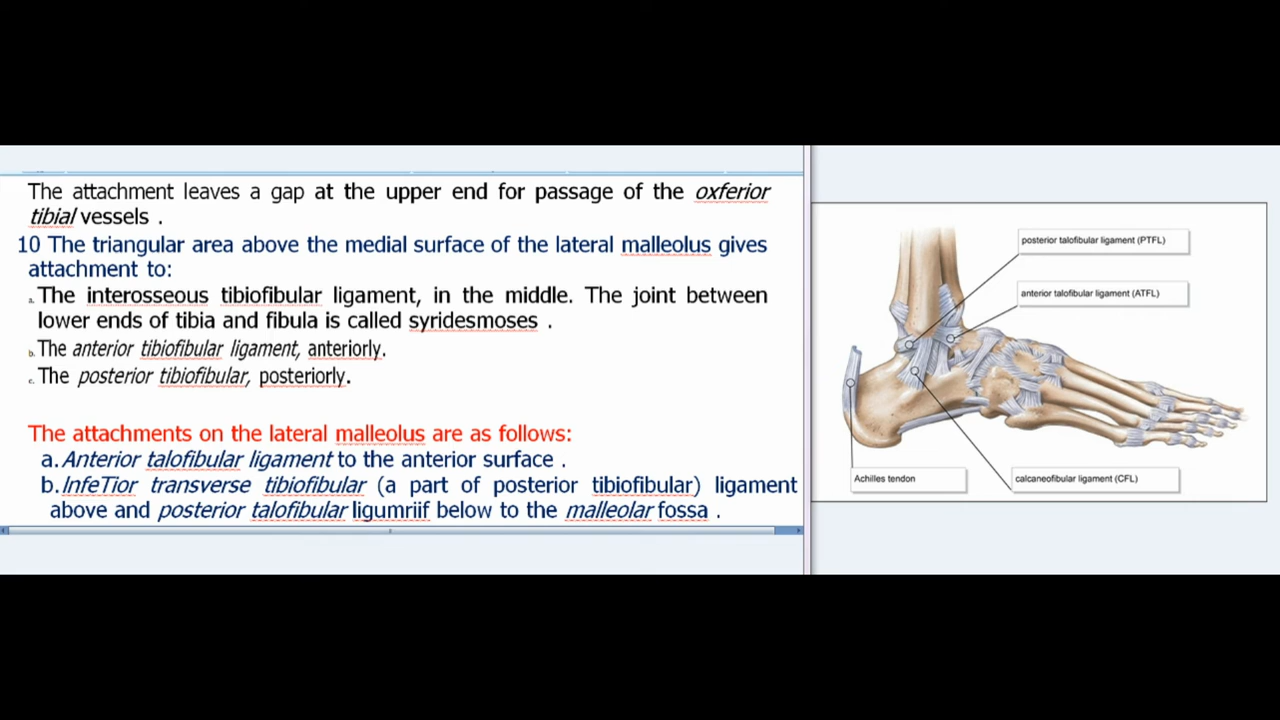 The attachment leaves a gap at the upper end for passage of the oxferior
tibial vessels .
10 The triangular area above the medial surface of the lateral malleolus gives
attachment to:
a. The interosseous tibiofibular ligament, in the middle. The joint between
lower ends of tibia and fibula is called syridesmoses .
b. The anterior tibiofibular ligament, anteriorly.
c. The posterior tibiofibular, posteriorly.
The attachments on the lateral malleolus are as follows:
a. Anterior talofibular ligament to the anterior surface .
b. InfeTior transverse tibiofibular (a part of posterior tibiofibular) ligament
above and posterior talofibular ligumriif below to the malleolar fossa .
posterior talofibular ligament (PTFL)
anterior talofibular ligament (ATFL)
Achilles tendon
calcaneofibular ligament (CFL)